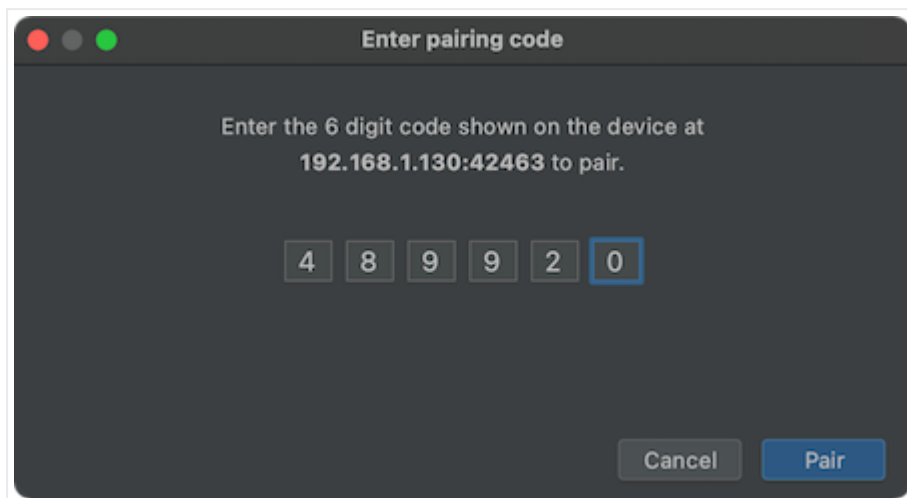 Enter pairing code
Enter the 6 digit code shown on the device at
192.168.1.130:42463 to pair.
4 8 9 9 2 0
Cancel Pair